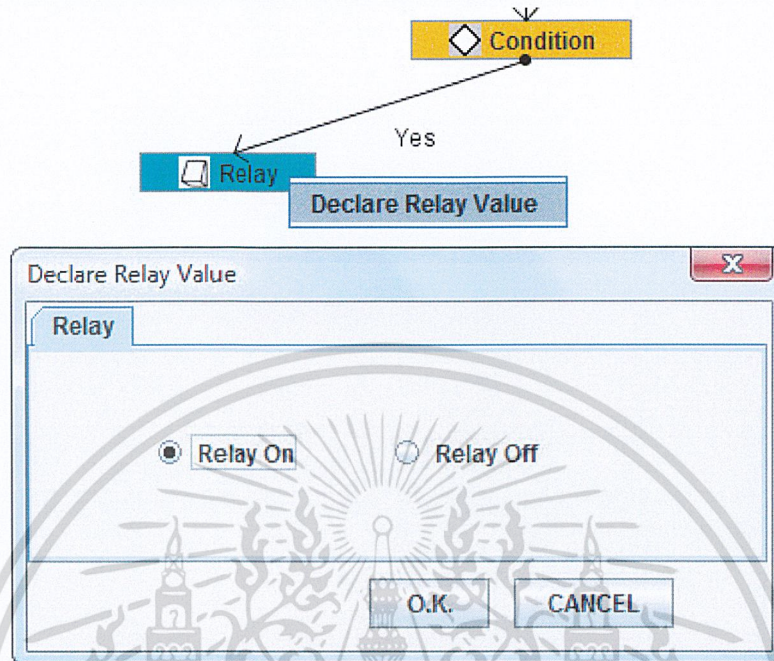 Condition
Yes
Relay
Declare Relay Value
Declare Relay Value
Relay
Relay On
Relay Off
O.K.
CANCEL